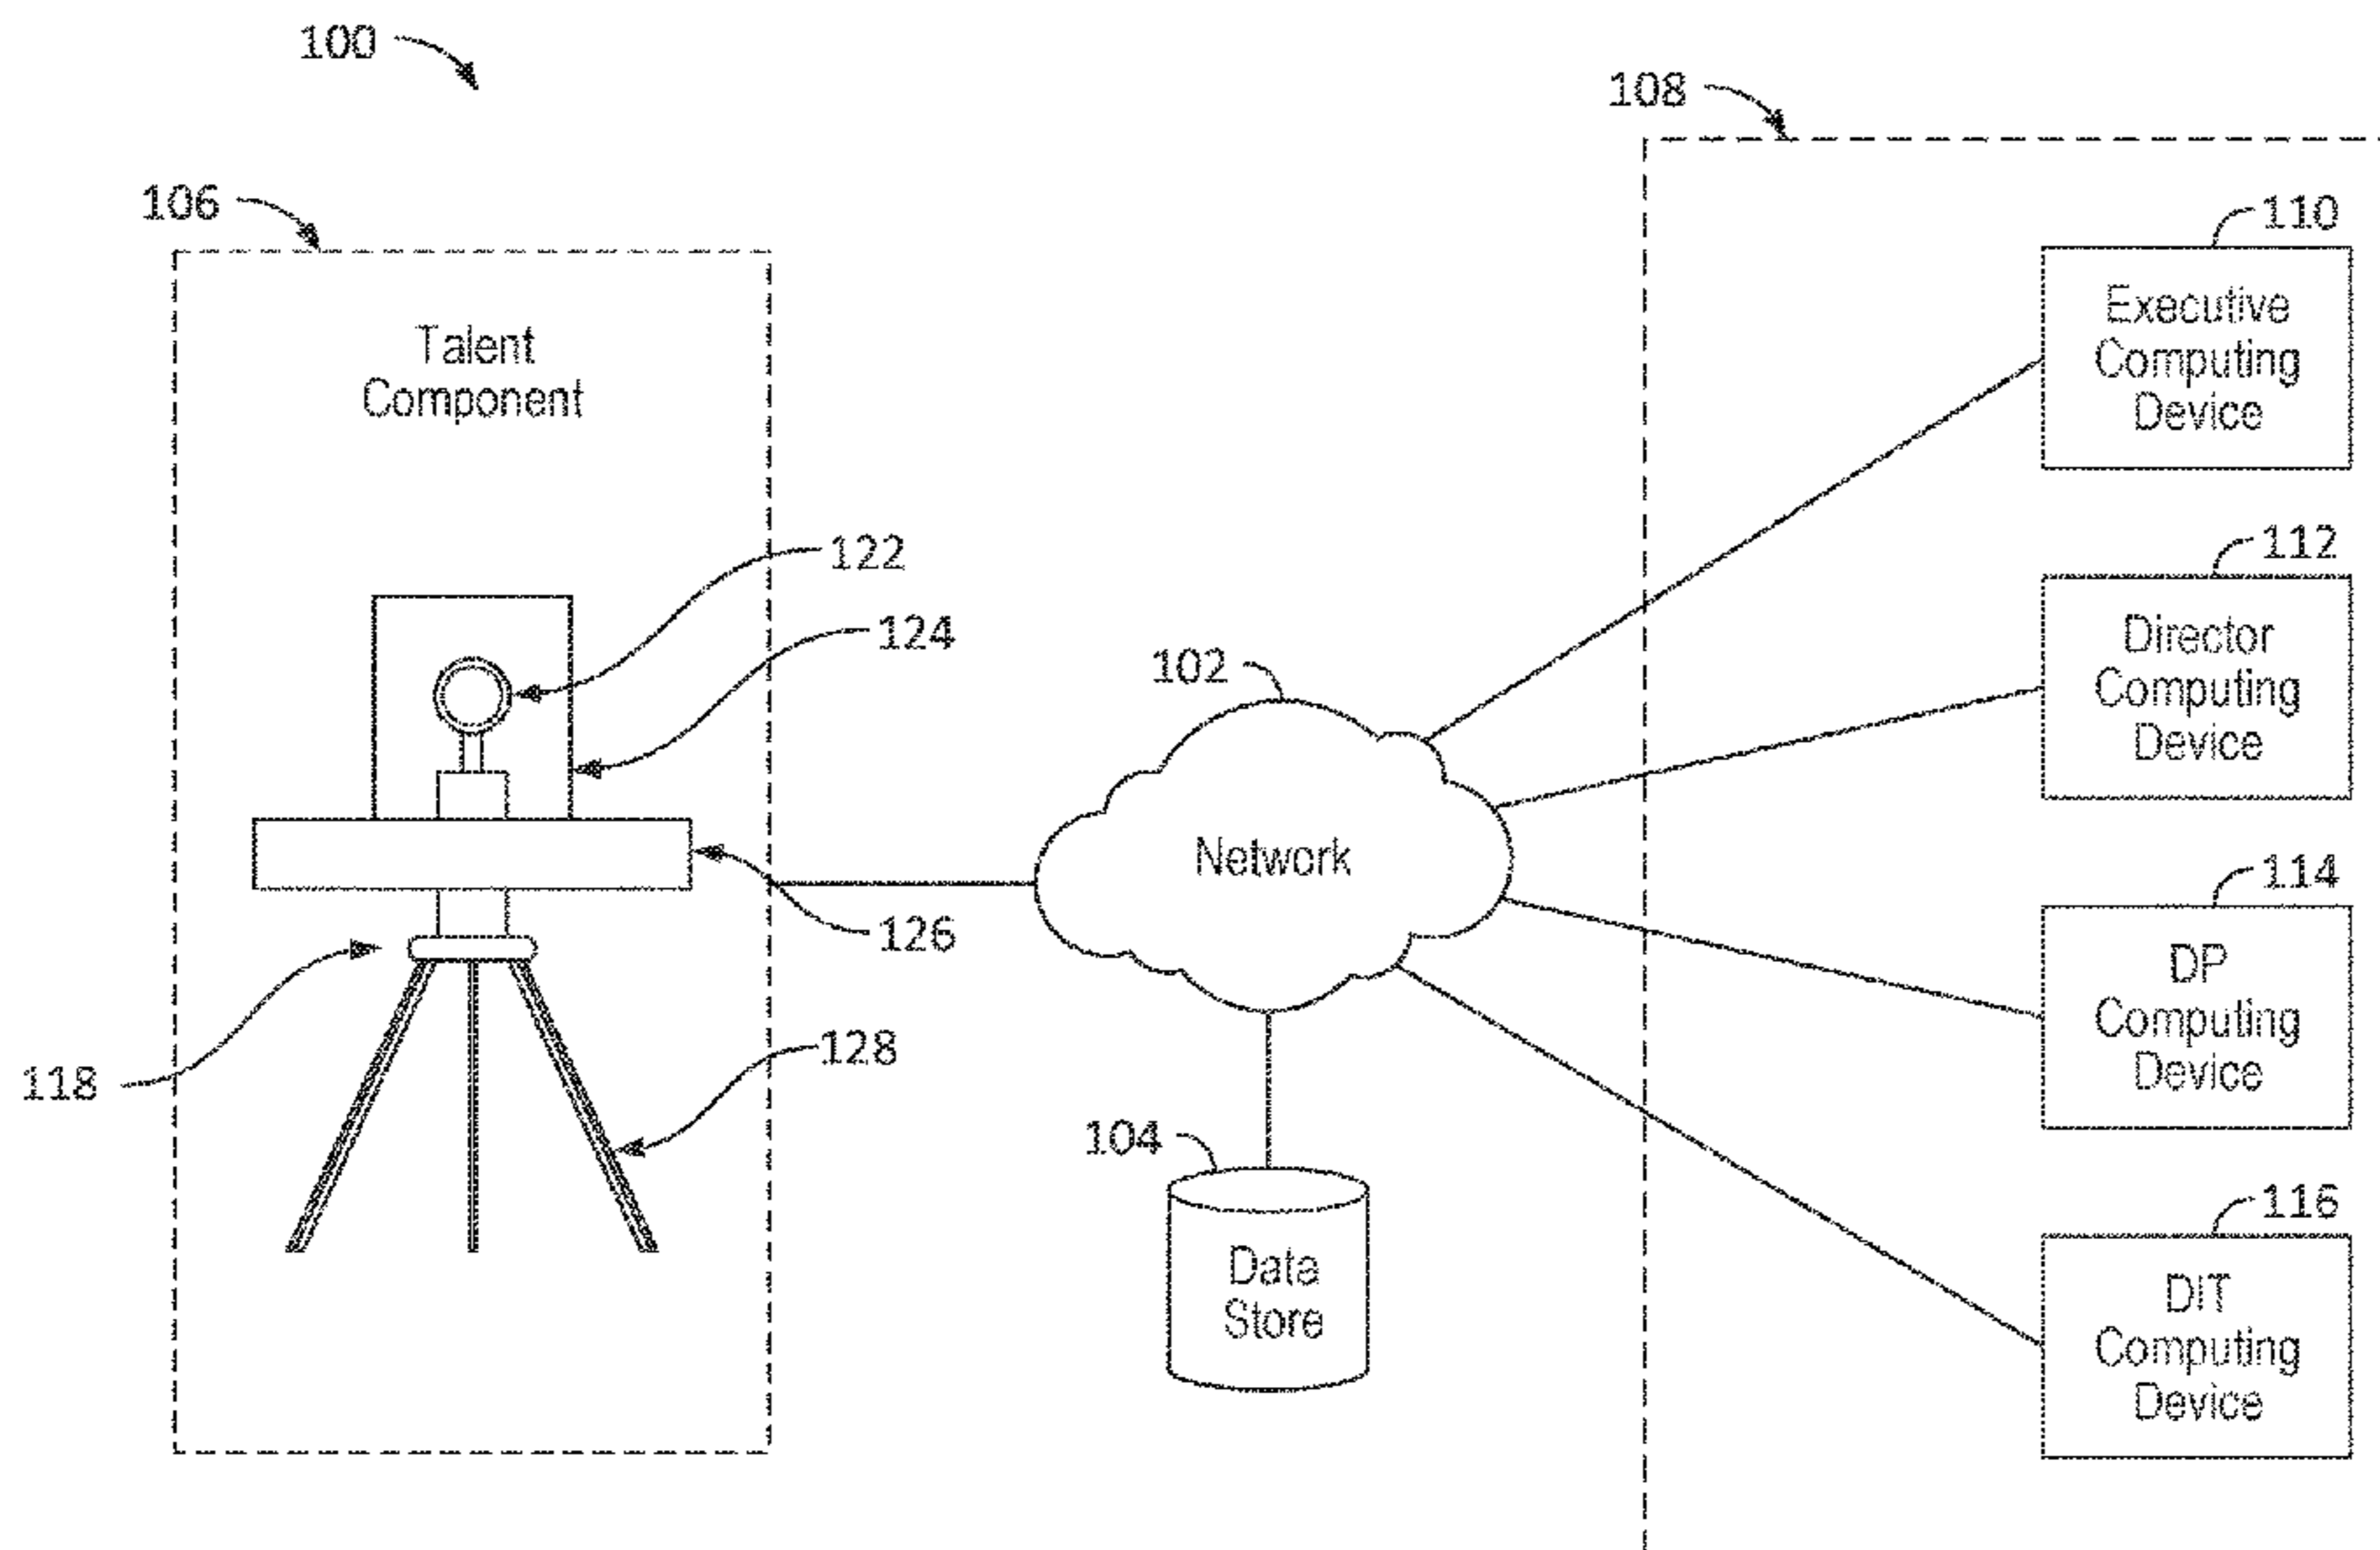 100
108
106
110
Talent
Component
Executive
Computing
Device
122
124
112
Director
Computing
Device
102
Network
126
118
128
114
DP
Computing
Device
104
Data
Store
116
DIT
Computing
Device